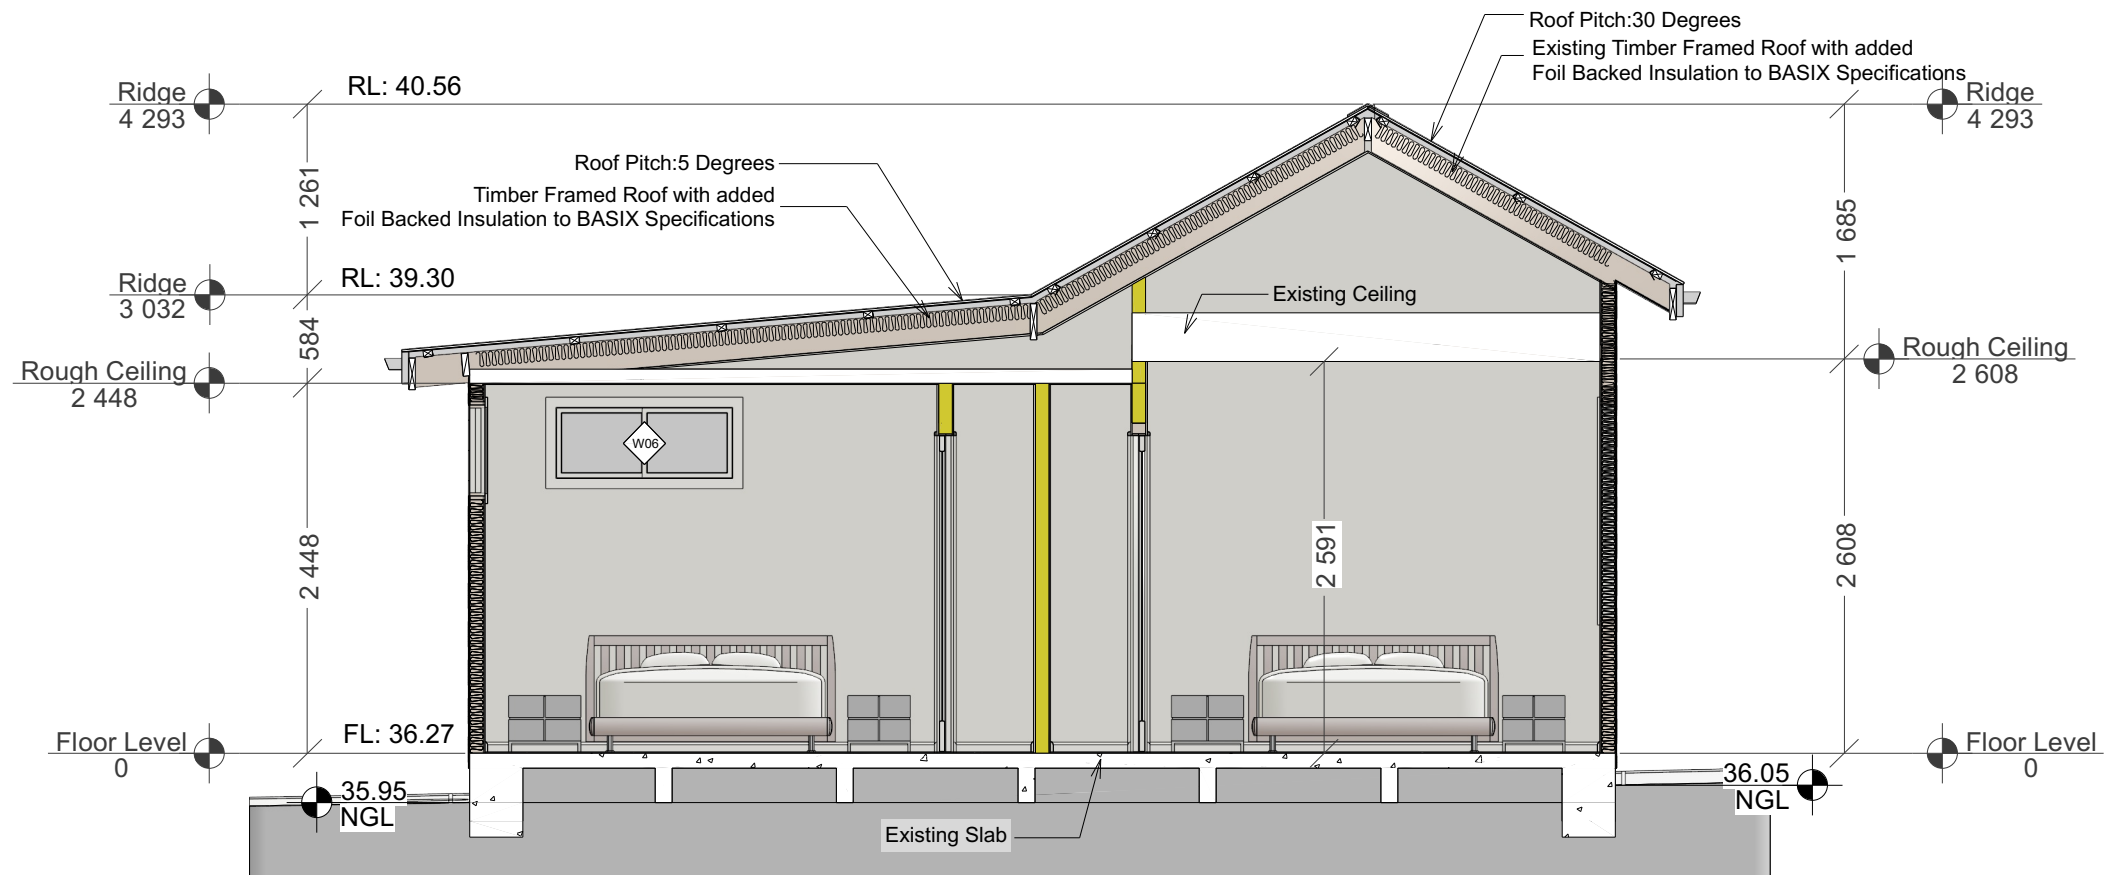 Roof Pitch:30 Degrees
Existing Timber Framed Roof with added
Foil Backed Insulation to BASIX Specifications
RL: 40.56
Ridge
4 293
Ridge
4 293
Roof Pitch:5 Degrees
Timber Framed Roof with added
Foil Backed Insulation to BASIX Specifications
1 261
1 685
RL: 39.30
Ridge
3 032
Existing Ceiling
584
Rough Ceiling
2 448
Rough Ceiling
2 608
W06
2 448
2 591
2 608
FL: 36.27
Floor Level
0
Floor Level
0
35.95
NGL
36.05
NGL
Existing Slab